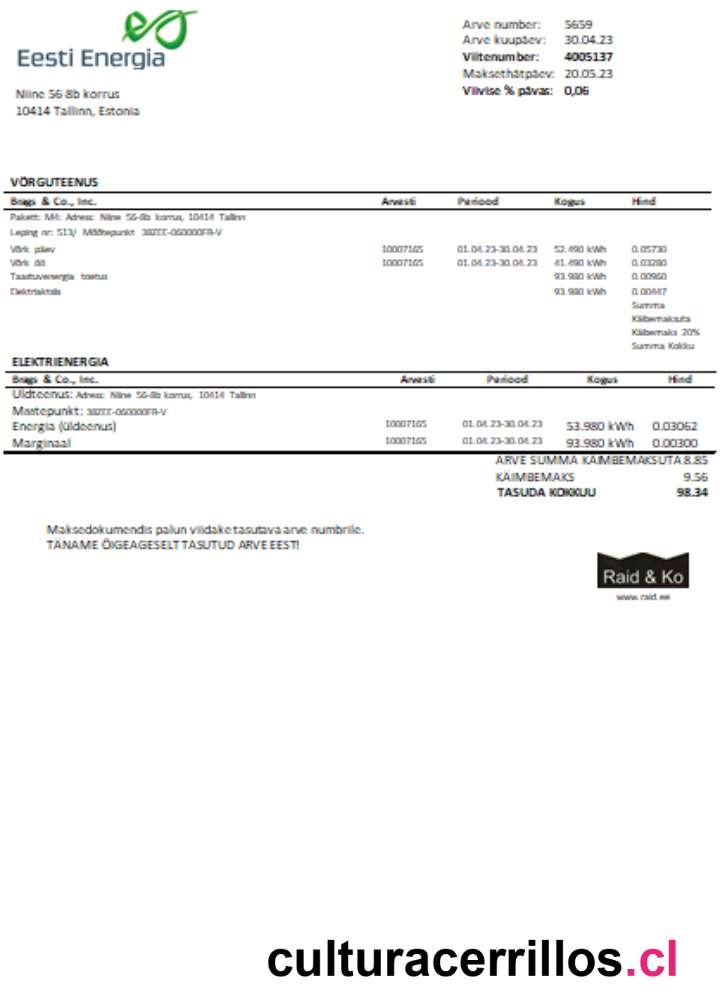 Eesti Energia
Niine 56-8b korrus
10414 Tallinn, Estonia
Arve number: 5659
Arve kuupäev: 30.04.23
Viitenumber: 4005137
Maksethätpäev: 20.05.23
Viivise % pävas: 0,06
VÕRGUTEENUS
Brags & Co., Inc. Arvesti Periood Kogus Hind
Pakett: M4: Adress: Niine 56-8b korrus, 10414 Tallinn
Leping nr: 513/ Mõõtepunkt 38ZEE-060000FR-V
Võrk päev 10007165 01.04.23-30.04.23 52.490 kWh 0.05730
Võrk öö 10007165 01.04.23-30.04.23 41.490 kWh 0.03280
Taastuvenergia toetus 93.980 kWh 0.00960
Elektriaktsiis 93.980 kWh 0.00447
Summa
Käibemaksuta
Käibemaks 20%
Summa Kokku
ELEKTRIENERGIA
Brags & Co., Inc. Arvesti Periood Kogus Hind
Üldteenus: Adress: Niine 56-8b korrus, 10414 Tallinn
Mõõtepunkt: 38ZEE-060000FR-V
Energia (üldeenus) 10007165 01.04.23-30.04.23 53.980 kWh 0.03062
Marginaal 10007165 01.04.23-30.04.23 93.980 kWh 0.00300
ARVE SUMMA KAIMBEMAKSUTA 8.85
KÄIMBEMAKS 9.56
TASUDA KOKKUU 98.34
Maksedokumendis palun viidake tasutava arve numbrile.
TÄNAME ÕIGEAGESELT TASUTUD ARVE EEST!
Raid & Ko
www.raid.ee
culturacerrillos.cl